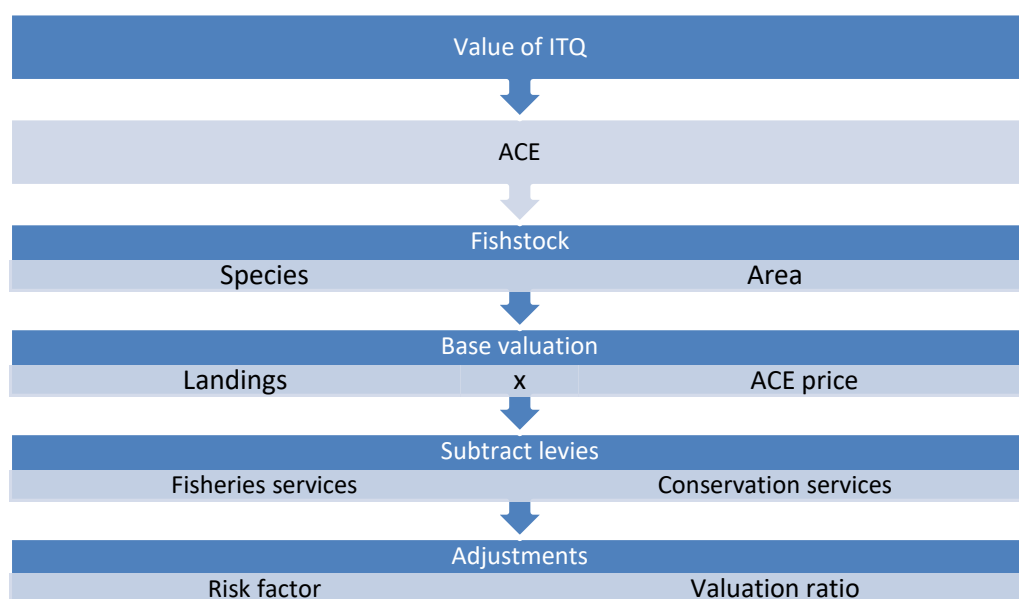 Value of ITQ
ACE
Fishstock
Species Area
Base valuation
Landings x ACE price
Subtract levies
Fisheries services Conservation services
Adjustments
Risk factor Valuation ratio